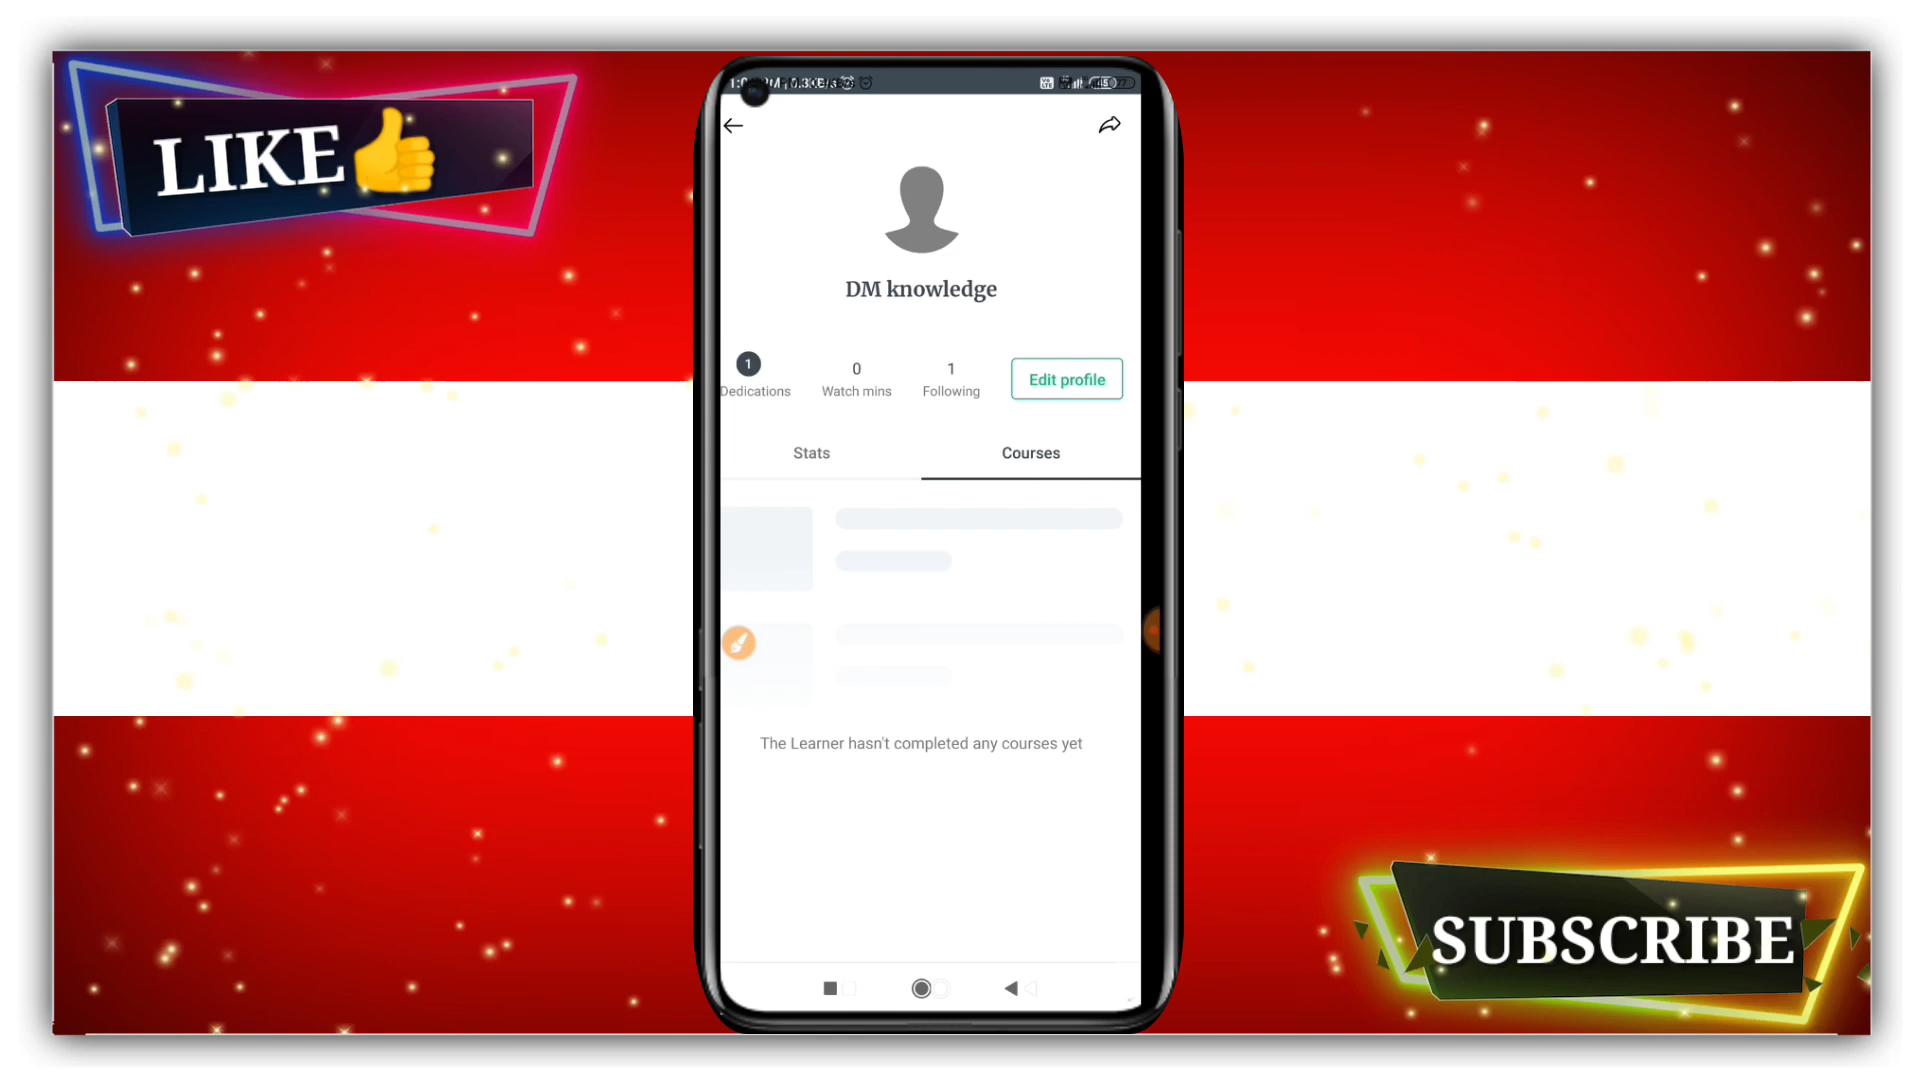 LIKE
DM knowledge
1
Dedications
0
Watch mins
1
Following
Edit profile
Stats
Courses
The Learner hasn't completed any courses yet
SUBSCRIBE